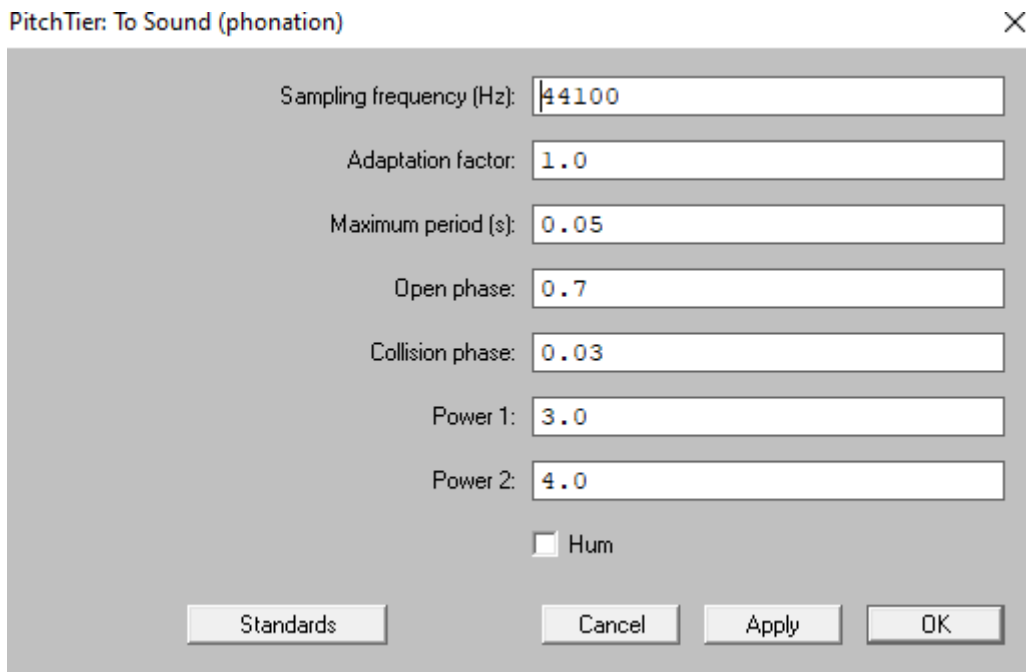 PitchTier: To Sound (phonation)
Sampling frequency (Hz): 44100
Adaptation factor: 1.0
Maximum period (s): 0.05
Open phase: 0.7
Collision phase: 0.03
Power 1: 3.0
Power 2: 4.0
Hum
Standards Cancel Apply OK